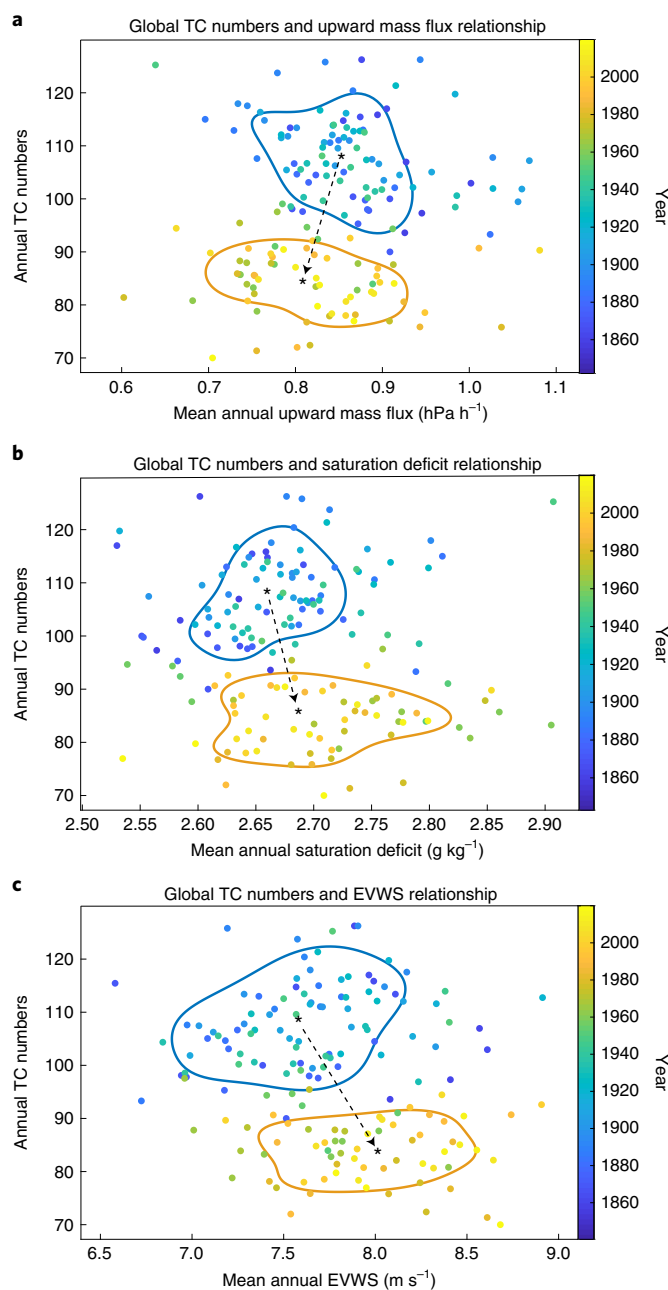 a
Global TC numbers and upward mass flux relationship
120
110
100
90
80
70
Annual TC numbers
0.6 0.7 0.8 0.9 1.0 1.1
Mean annual upward mass flux (hPa h⁻¹)
2000
1980
1960
1940
1920
1900
1880
1860
Year
*
*
b
Global TC numbers and saturation deficit relationship
120
110
100
90
80
70
Annual TC numbers
2.50 2.55 2.60 2.65 2.70 2.75 2.80 2.85 2.90
Mean annual saturation deficit (g kg⁻¹)
2000
1980
1960
1940
1920
1900
1880
1860
Year
*
*
c
Global TC numbers and EVWS relationship
120
110
100
90
80
70
Annual TC numbers
6.5 7.0 7.5 8.0 8.5 9.0
Mean annual EVWS (m s⁻¹)
2000
1980
1960
1940
1920
1900
1880
1860
Year
*
*